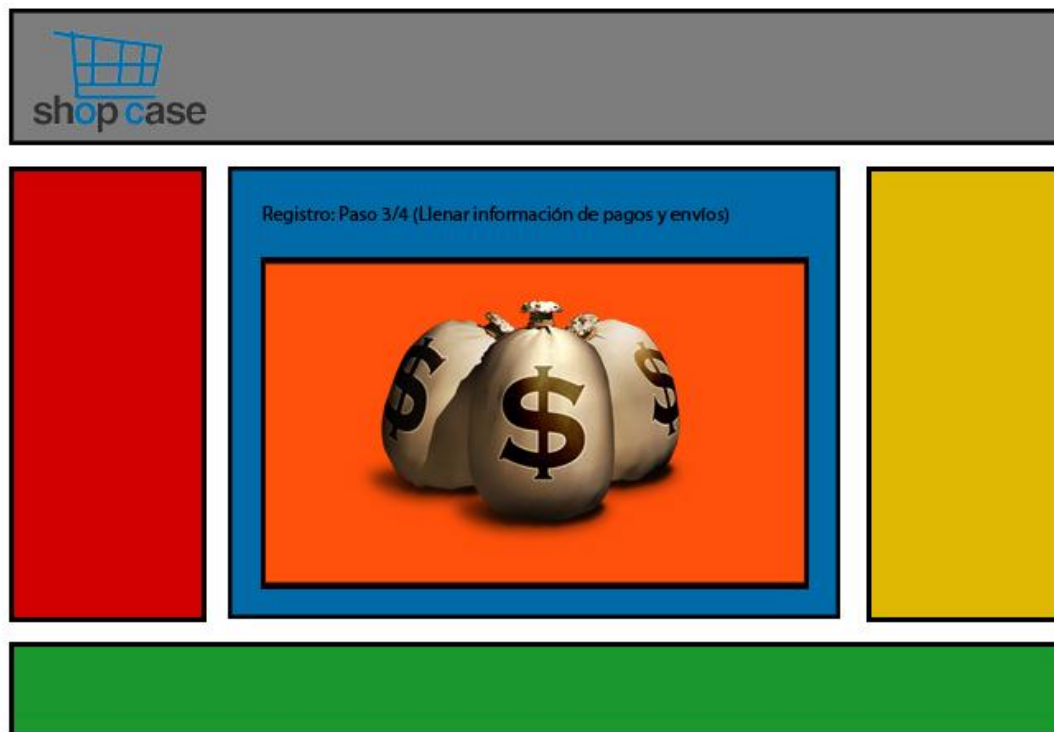 shop case
Registro: Paso 3/4 (Llenar información de pagos y envíos)
$ $ $